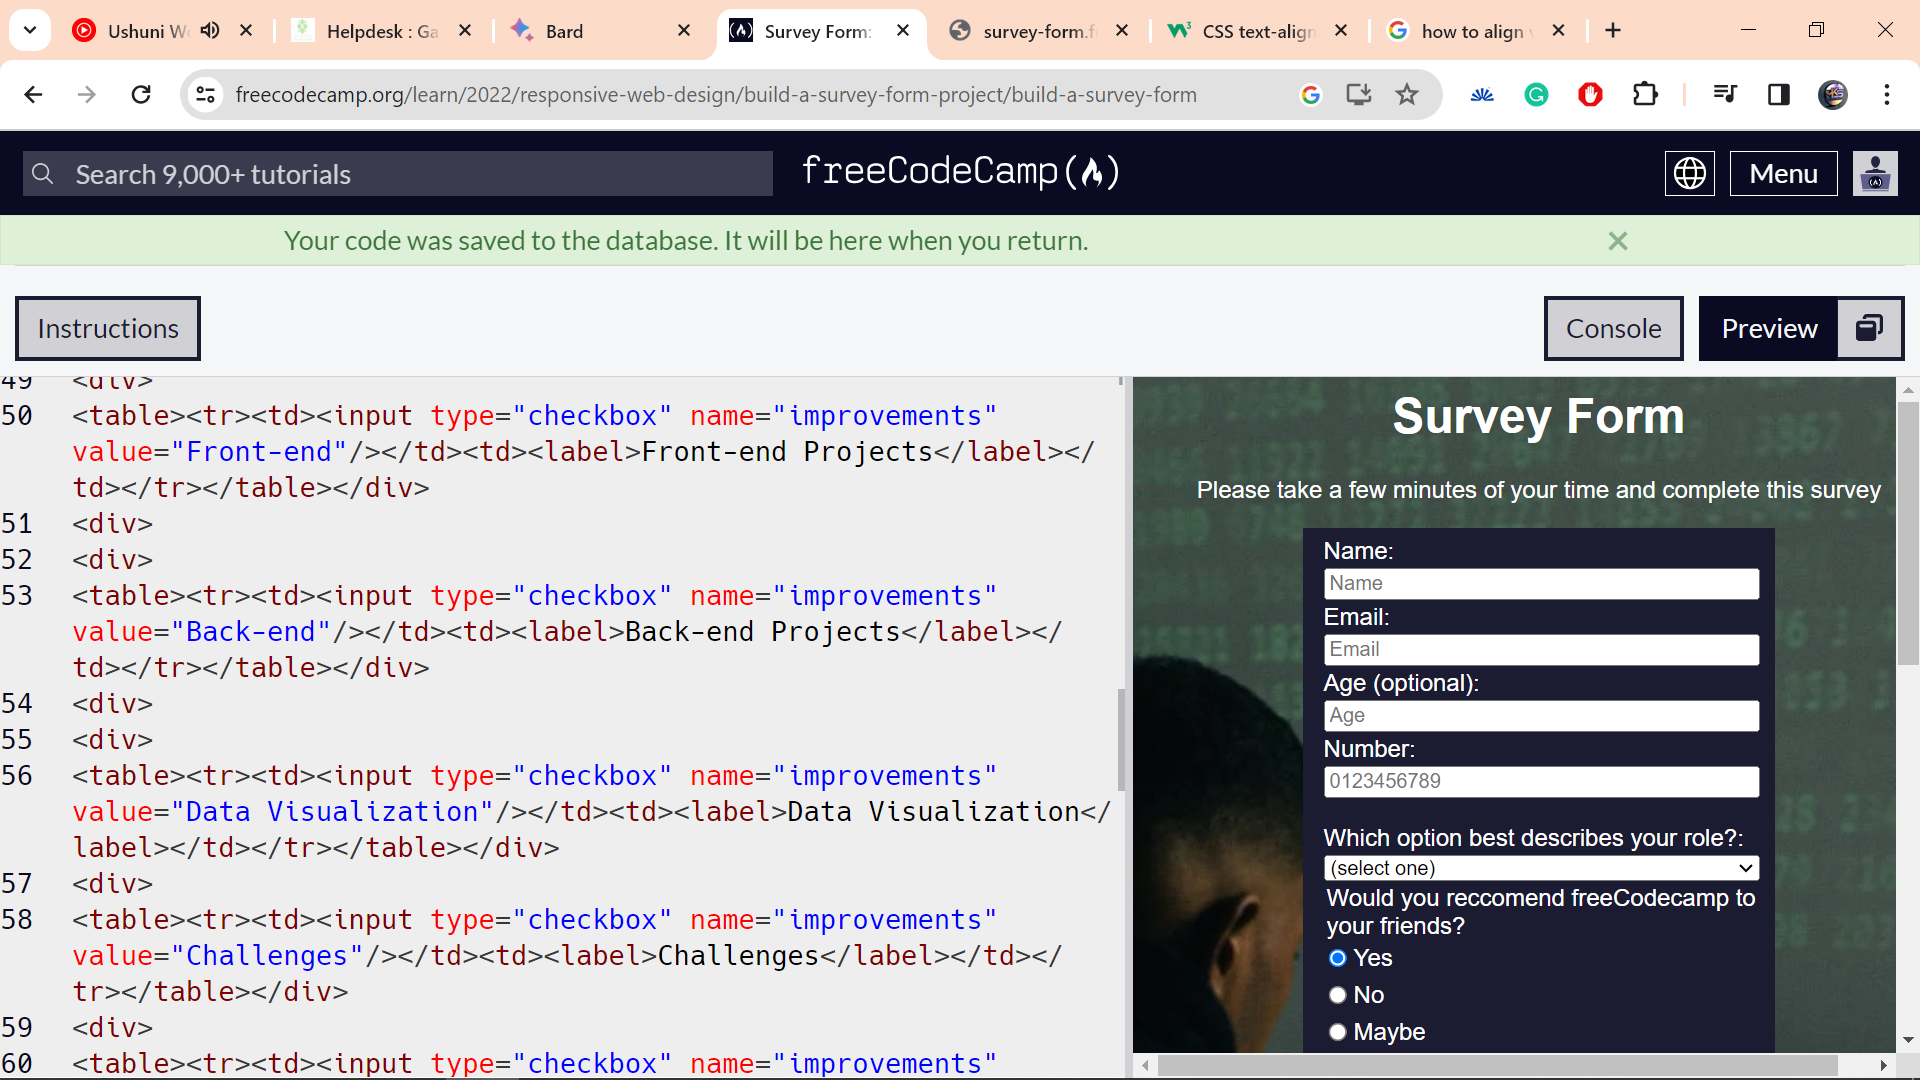 Ushuni We
Helpdesk : Ga
Bard
Survey Form:
survey-form.f
CSS text-align
how to align v
freecodecamp.org/learn/2022/responsive-web-design/build-a-survey-form-project/build-a-survey-form
Search 9,000+ tutorials
freeCodeCamp(🔥)
Menu
Your code was saved to the database. It will be here when you return.
Instructions
Console
Preview
49 <div>
50 <table><tr><td><input type="checkbox" name="improvements"
value="Front-end"/></td><td><label>Front-end Projects</label></
td></tr></table></div>
51 <div>
52 <div>
53 <table><tr><td><input type="checkbox" name="improvements"
value="Back-end"/></td><td><label>Back-end Projects</label></
td></tr></table></div>
54 <div>
55 <div>
56 <table><tr><td><input type="checkbox" name="improvements"
value="Data Visualization"/></td><td><label>Data Visualization</
label></td></tr></table></div>
57 <div>
58 <table><tr><td><input type="checkbox" name="improvements"
value="Challenges"/></td><td><label>Challenges</label></td></
tr></table></div>
59 <div>
60 <table><tr><td><input type="checkbox" name="improvements"
Survey Form
Please take a few minutes of your time and complete this survey
Name:
Name
Email:
Email
Age (optional):
Age
Number:
0123456789
Which option best describes your role?:
(select one)
Would you reccomend freeCodecamp to
your friends?
Yes
No
Maybe